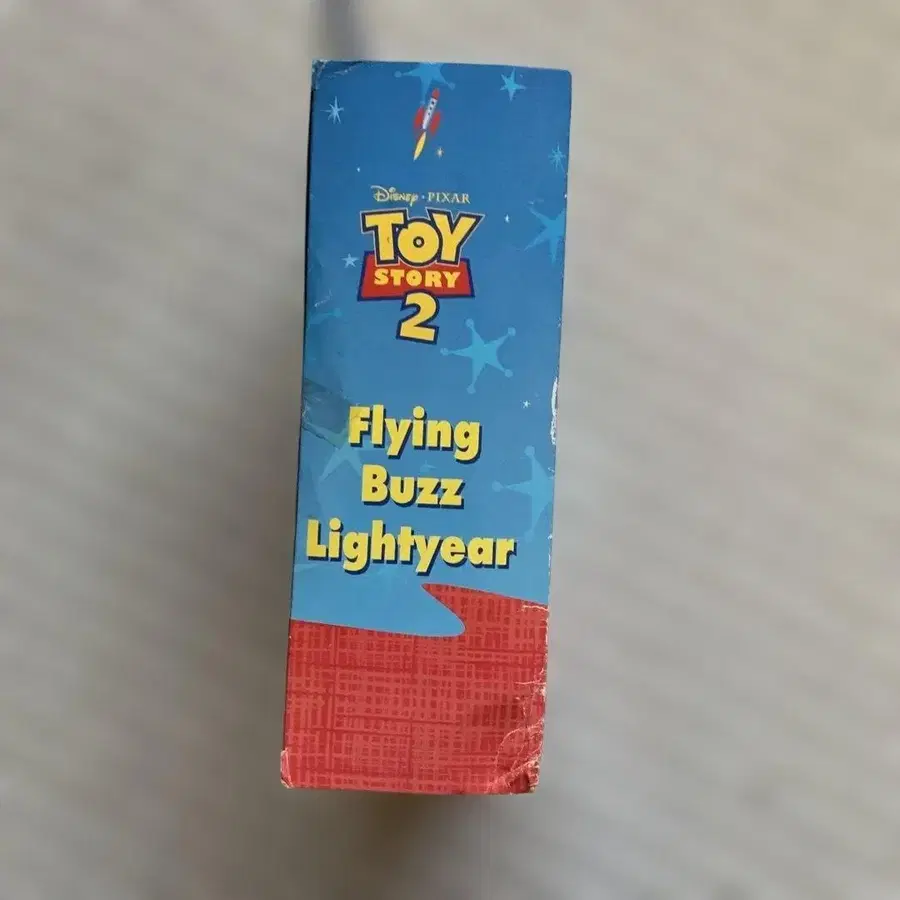 Disney · PIXAR
TOY
STORY
2
Flying
Buzz
Lightyear